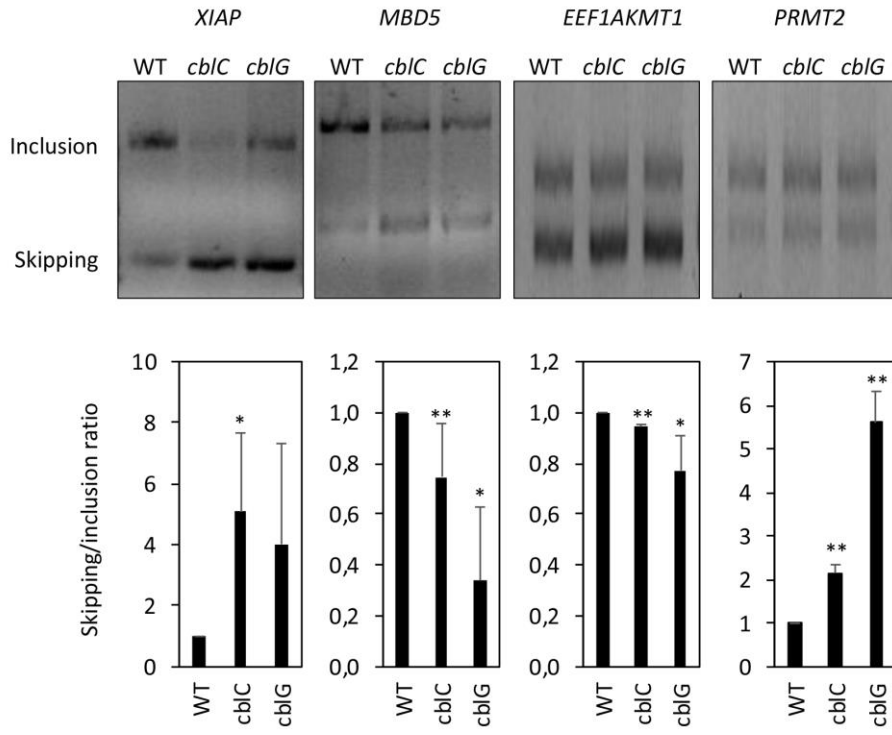 XIAP MBD5 EEF1AKMT1 PRMT2
WT cblC cblG WT cblC cblG WT cblC cblG WT cblC cblG
Inclusion
Skipping
Skipping/inclusion ratio
10
8
6
4
2
0
*
WT
cblC
cblG
1,2
1,0
0,8
0,6
0,4
0,2
0,0
**
*
WT
cblC
cblG
1,2
1,0
0,8
0,6
0,4
0,2
0,0
**
*
WT
cblC
cblG
7
6
5
4
3
2
1
0
**
**
WT
cblC
cblG